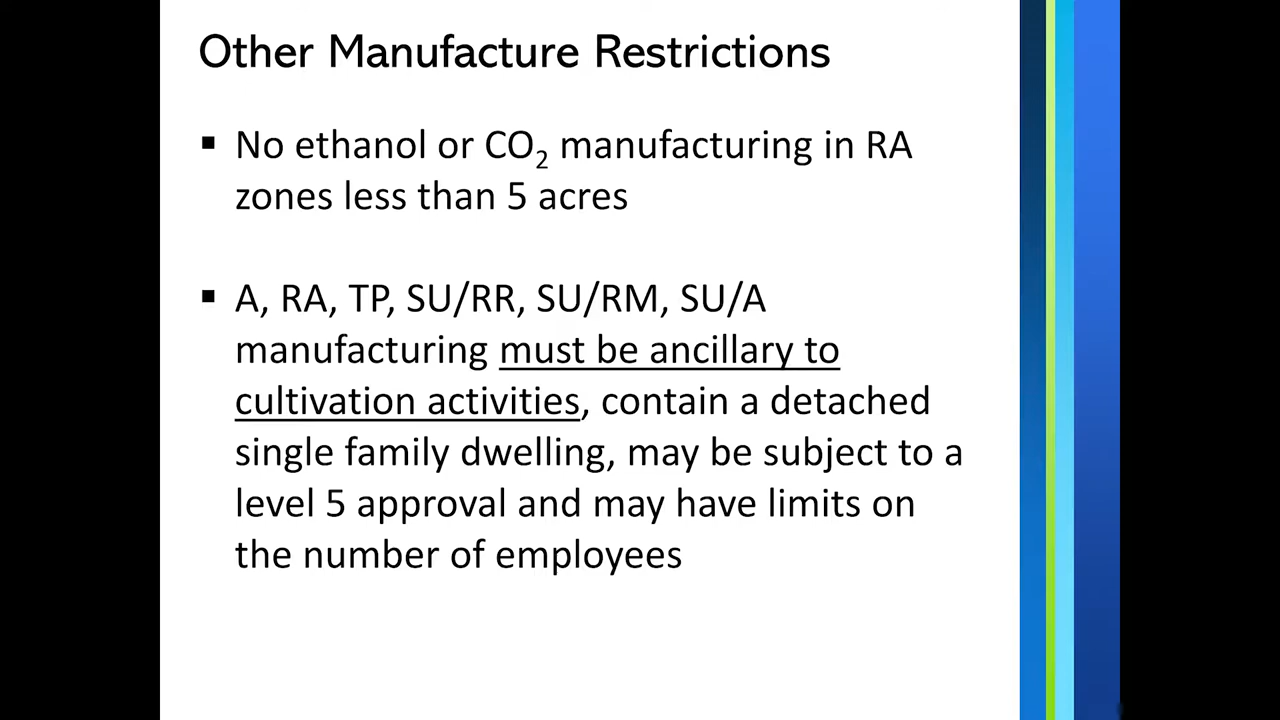 Other Manufacture Restrictions
▪ No ethanol or CO₂ manufacturing in RA
zones less than 5 acres
▪ A, RA, TP, SU/RR, SU/RM, SU/A
manufacturing must be ancillary to
cultivation activities, contain a detached
single family dwelling, may be subject to a
level 5 approval and may have limits on
the number of employees